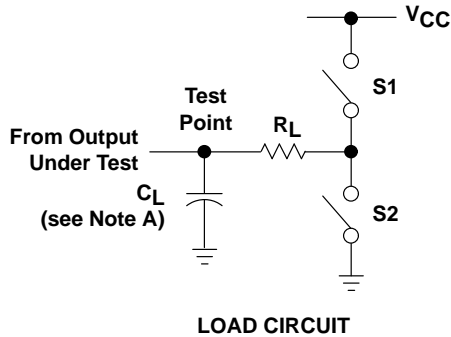 VCC
S1
Test
Point
RL
From Output
Under Test
CL
(see Note A)
S2
LOAD CIRCUIT